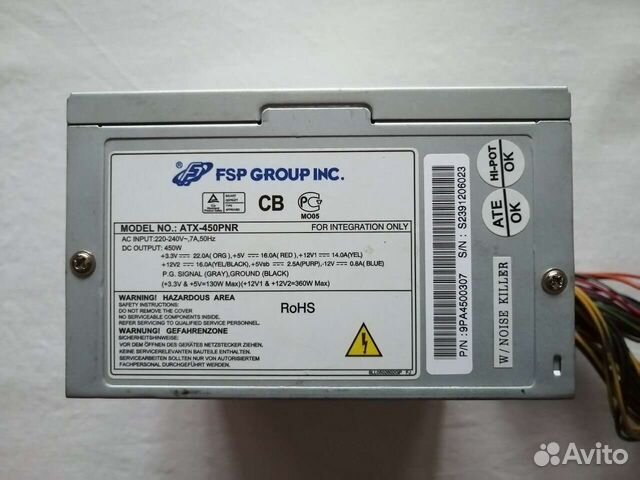 FSP GROUP INC.
CB
MO05
MODEL NO.: ATX-450PNR
FOR INTEGRATION ONLY
AC INPUT:220-240V~,7A,50Hz
DC OUTPUT: 450W
+3.3V ⎓ 22.0A( ORG ), +5V ⎓ 16.0A ( RED ), +12V1 ⎓ 14.0A(YEL)
+12V2 ⎓ 16.0A (YEL/BLACK), +5Vsb ⎓ 2.5A(PURP), -12V ⎓ 0.8A ( BLUE )
P.G. SIGNAL (GRAY),GROUND (BLACK)
(+3.3V & +5V=130W Max) (+12V1 & +12V2=360W Max)
WARNING! HAZARDOUS AREA
SAFETY INSTRUCTIONS:
DO NOT REMOVE THE COVER
NO SERVICEABLE COMPONENTS INSIDE.
REFER SERVICING TO QUALIFIED SERVICE PERSONNEL.
WARNUNG! GEFAHRENZONE
SICHERHEITSHINWEISE:
VOR DEM ÖFFNEN DES GERÄTES NETZSTECKER ZIEHEN.
KEINE SERVICERELEVANTEN BAUTEILE ENTHALTEN.
SERVICEARBEITEN NUR VON AUSGEBILDETEM
FACHPERSONAL DURCHGEFÜHRT WERDEN.
RoHS
P/N : 9PA4500307
S/N : S2391206023
HI-POT
OK
ATE
OK
W/NOISE KILLER
Avito